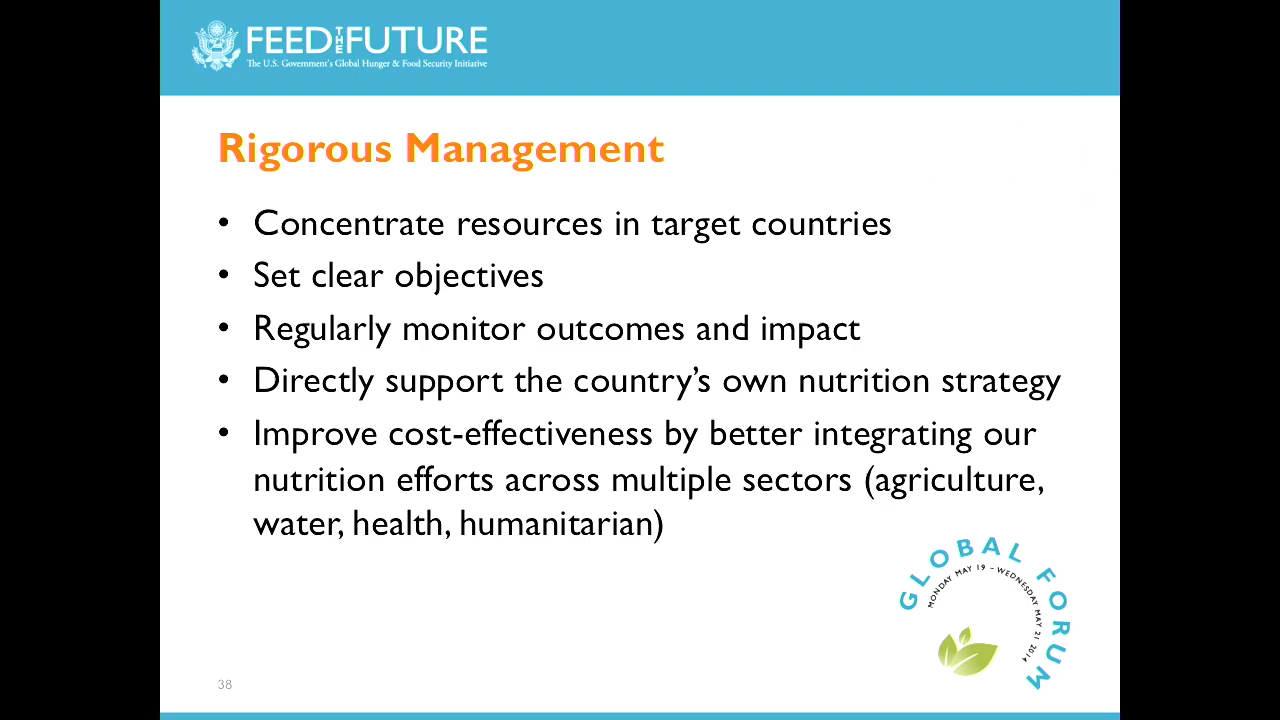 FEED THE FUTURE
The U.S. Government's Global Hunger & Food Security Initiative
Rigorous Management
• Concentrate resources in target countries
• Set clear objectives
• Regularly monitor outcomes and impact
• Directly support the country’s own nutrition strategy
• Improve cost-effectiveness by better integrating our
nutrition efforts across multiple sectors (agriculture,
water, health, humanitarian)
GLOBAL FORUM
MONDAY MAY 19 – WEDNESDAY MAY 21 2014
38